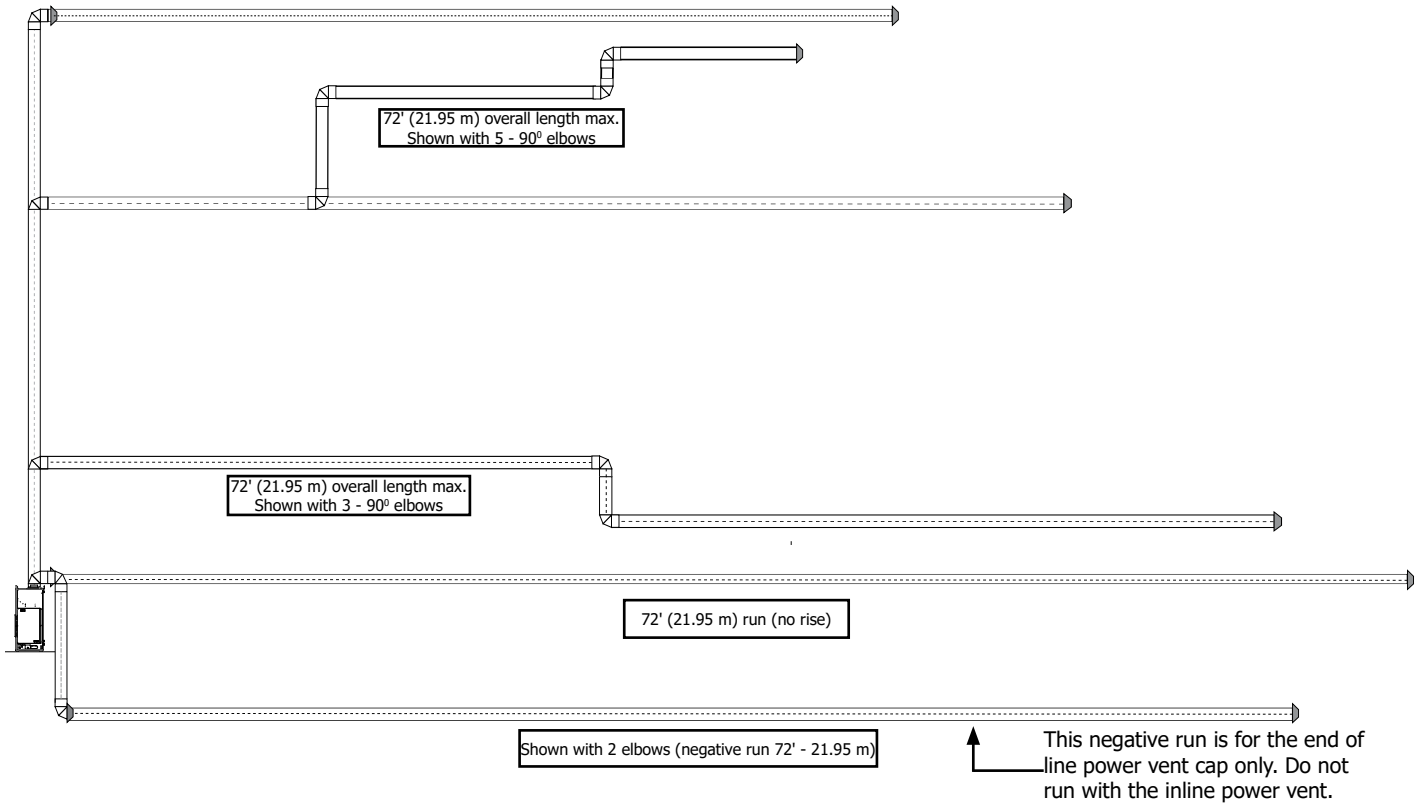 72' (21.95 m) overall length max.
Shown with 5 - 90⁰ elbows
72' (21.95 m) overall length max.
Shown with 3 - 90⁰ elbows
72' (21.95 m) run (no rise)
Shown with 2 elbows (negative run 72' - 21.95 m)
This negative run is for the end of
line power vent cap only. Do not
run with the inline power vent.